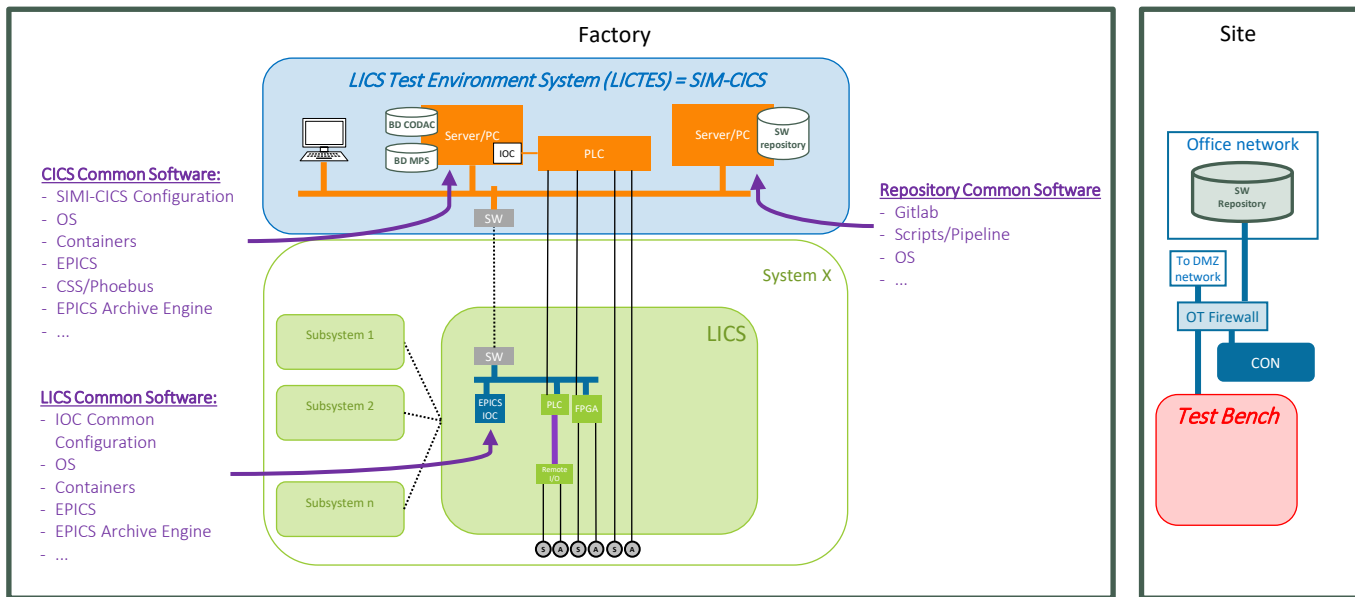 Factory
LICS Test Environment System (LICTES) = SIM-CICS
BD CODAC
BD MPS
Server/PC
IOC
PLC
Server/PC
SW
repository
SW
CICS Common Software:
- SIMI-CICS Configuration
- OS
- Containers
- EPICS
- CSS/Phoebus
- EPICS Archive Engine
- ...
Repository Common Software
- Gitlab
- Scripts/Pipeline
- OS
- ...
System X
Subsystem 1
Subsystem 2
Subsystem n
LICS
SW
EPICS
IOC
PLC
FPGA
Remote
I/O
S A S A S A
LICS Common Software:
- IOC Common
Configuration
- OS
- Containers
- EPICS
- EPICS Archive Engine
- ...
Site
Office network
SW
Repository
To DMZ
network
OT Firewall
CON
Test Bench